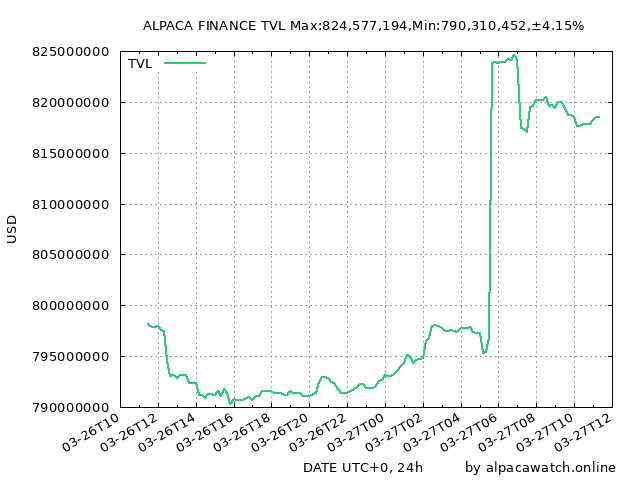 ALPACA FINANCE TVL Max:824,577,194,Min:790,310,452,±4.15%
TVL
825000000
820000000
815000000
810000000
805000000
800000000
795000000
790000000
USD
03-26T10
03-26T12
03-26T14
03-26T16
03-26T18
03-26T20
03-26T22
03-27T00
03-27T02
03-27T04
03-27T06
03-27T08
03-27T10
03-27T12
DATE UTC+0, 24h
by alpacawatch.online